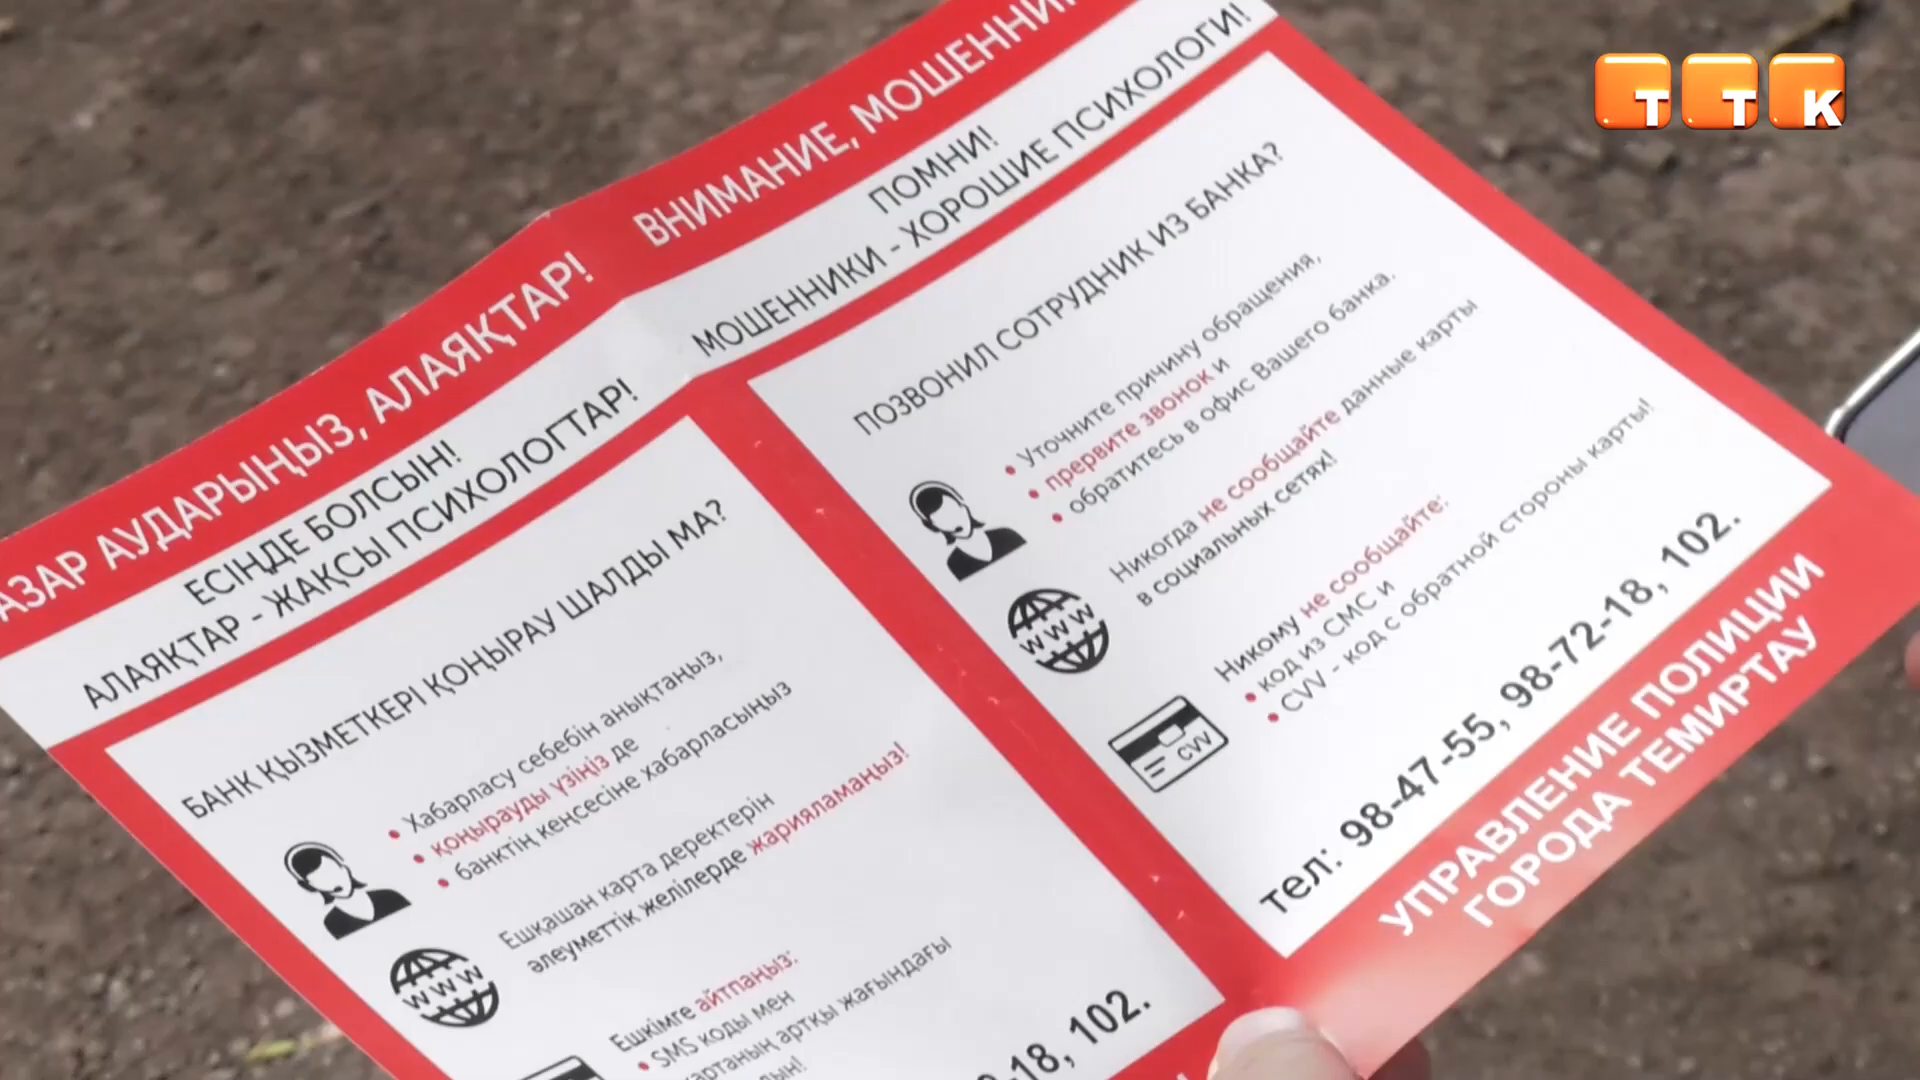 АЗАР АУДАРЫҢЫЗ, АЛАЯҚТАР!
ЕСІҢДЕ БОЛСЫН!
АЛАЯҚТАР - ЖАҚСЫ ПСИХОЛОГТАР!
БАНК ҚЫЗМЕТКЕРІ ҚОҢЫРАУ ШАЛДЫ МА?
• Хабарласу себебін анықтаңыз,
• қоңырауды үзіңіз де
• банктің кеңсесіне хабарласыңыз
Ешқашан карта деректерін
әлеуметтік желілерде жарияламаңыз!
Ешкімге айтпаңыз:
• SMS коды мен
артқы жағындағы
-18, 102.
ВНИМАНИЕ, МОШЕННИ
ПОМНИ!
МОШЕННИКИ - ХОРОШИЕ ПСИХОЛОГИ!
ПОЗВОНИЛ СОТРУДНИК ИЗ БАНКА?
• Уточните причину обращения,
• прервите звонок и
• обратитесь в офис Вашего банка.
WWW
Никогда не сообщайте данные карты
в социальных сетях!
WWW
Никому не сообщайте:
• код из СМС и
• CVV - код с обратной стороны карты!
CVV
тел: 98-47-55, 98-72-18, 102.
УПРАВЛЕНИЕ ПОЛИЦИИ
ГОРОДА ТЕМИРТАУ
ТТК